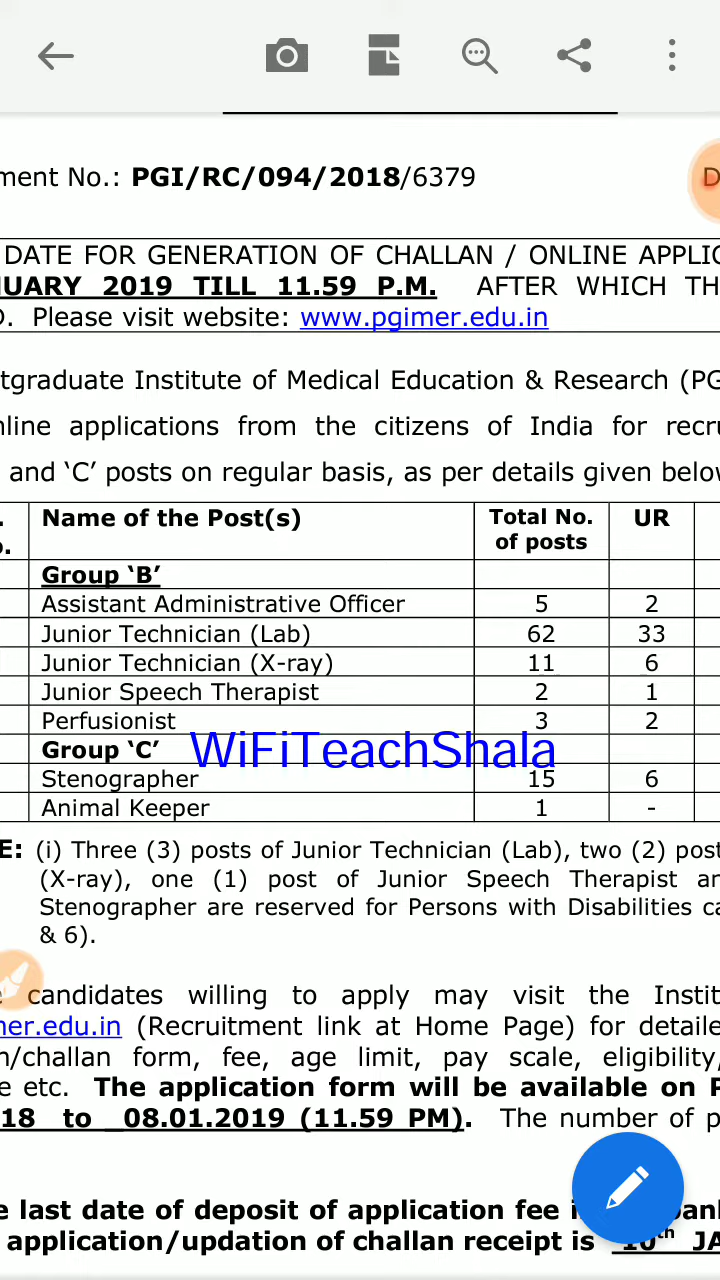 ment No.: PGI/RC/094/2018/6379
DATE FOR GENERATION OF CHALLAN / ONLINE APPLIC
NUARY 2019 TILL 11.59 P.M. AFTER WHICH TH
Please visit website: www.pgimer.edu.in
tgraduate Institute of Medical Education & Research (PG
nline applications from the citizens of India for recru
and ‘C’ posts on regular basis, as per details given below
Name of the Post(s) Total No. of posts UR
Group ‘B’
Assistant Administrative Officer 5 2
Junior Technician (Lab) 62 33
Junior Technician (X-ray) 11 6
Junior Speech Therapist 2 1
Perfusionist 3 2
Group ‘C’ WiFiTeachShala
Stenographer 15 6
Animal Keeper 1 -
E: (i) Three (3) posts of Junior Technician (Lab), two (2) post
(X-ray), one (1) post of Junior Speech Therapist an
Stenographer are reserved for Persons with Disabilities ca
& 6).
candidates willing to apply may visit the Instit
mer.edu.in (Recruitment link at Home Page) for detaile
n/challan form, fee, age limit, pay scale, eligibility,
e etc. The application form will be available on P
18 to 08.01.2019 (11.59 PM). The number of p
e last date of deposit of application fee i bank
application/updation of challan receipt is 10th JA